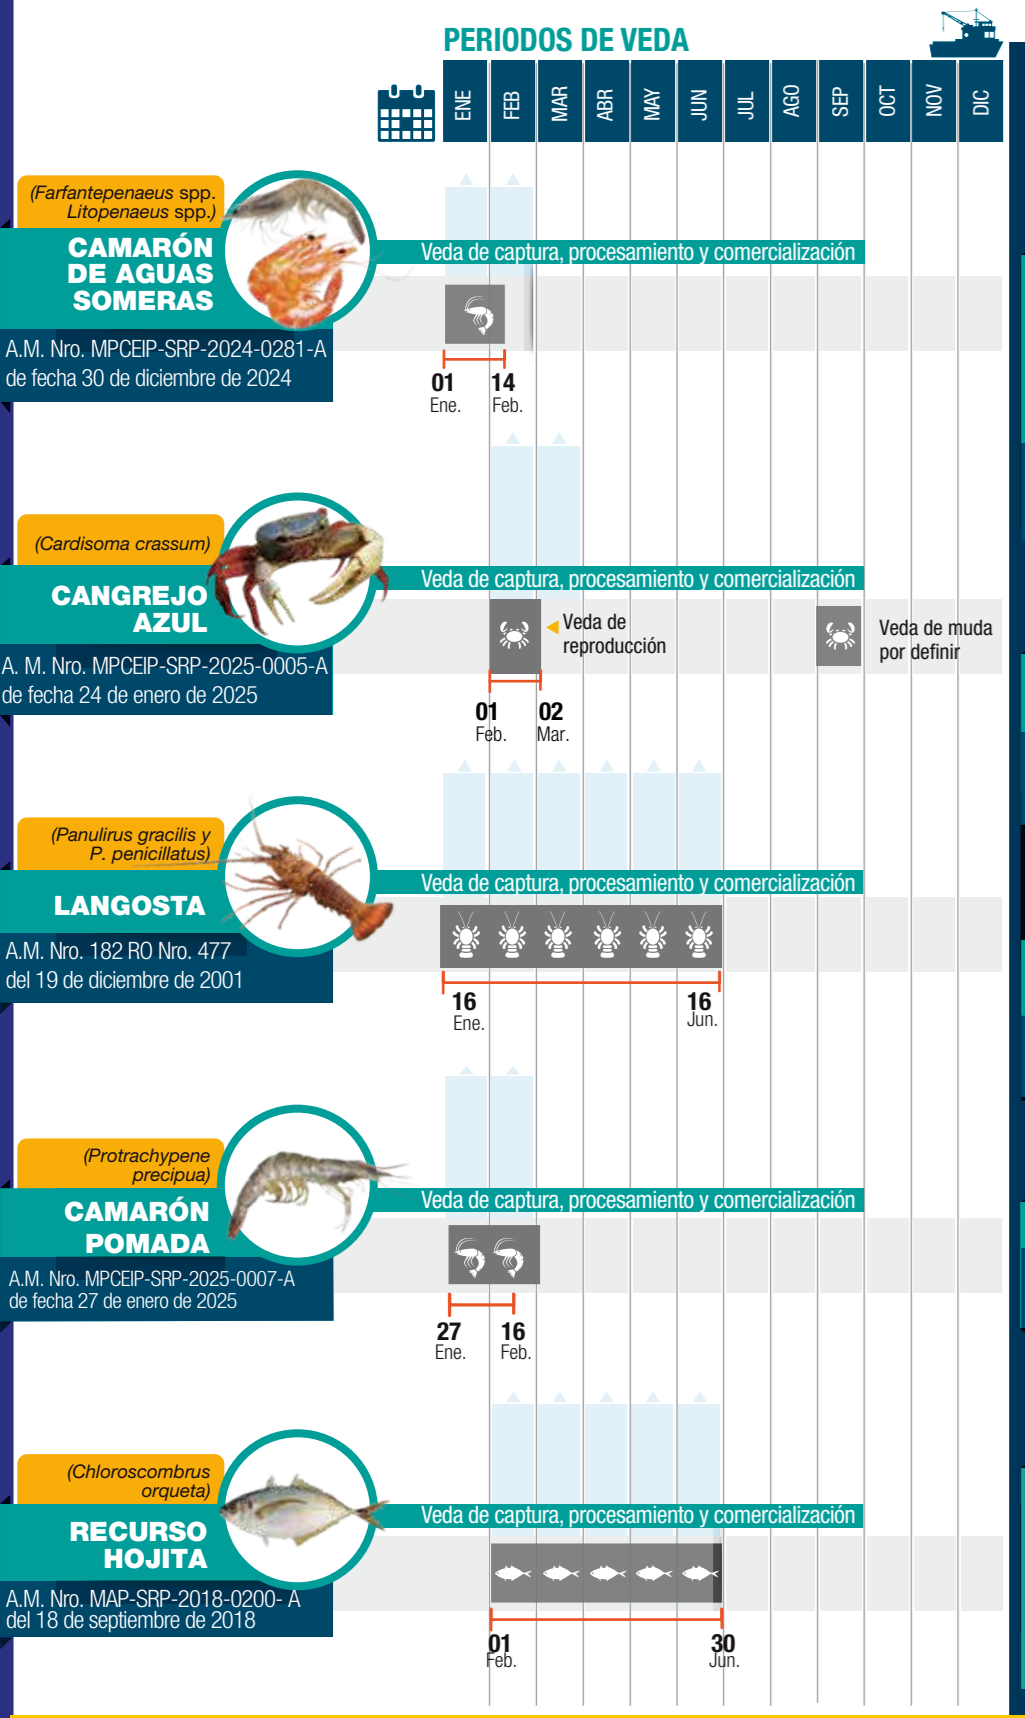 PERIODOS DE VEDA
ENE FEB MAR ABR MAY JUN JUL AGO SEP OCT NOV DIC
(Farfantepenaeus spp.
Litopenaeus spp.)
CAMARÓN
DE AGUAS
SOMERAS
A.M. Nro. MPCEIP-SRP-2024-0281-A
de fecha 30 de diciembre de 2024
Veda de captura, procesamiento y comercialización
01 14
Ene. Feb.
(Cardisoma crassum)
CANGREJO
AZUL
A. M. Nro. MPCEIP-SRP-2025-0005-A
de fecha 24 de enero de 2025
Veda de captura, procesamiento y comercialización
Veda de
reproducción
Veda de muda
por definir
01 02
Feb. Mar.
(Panulirus gracilis y
P. penicillatus)
LANGOSTA
A.M. Nro. 182 RO Nro. 477
del 19 de diciembre de 2001
Veda de captura, procesamiento y comercialización
16 16
Ene. Jun.
(Protrachypene
precipua)
CAMARÓN
POMADA
A.M. Nro. MPCEIP-SRP-2025-0007-A
de fecha 27 de enero de 2025
Veda de captura, procesamiento y comercialización
27 16
Ene. Feb.
(Chloroscombrus
orqueta)
RECURSO
HOJITA
A.M. Nro. MAP-SRP-2018-0200- A
del 18 de septiembre de 2018
Veda de captura, procesamiento y comercialización
01 30
Feb. Jun.